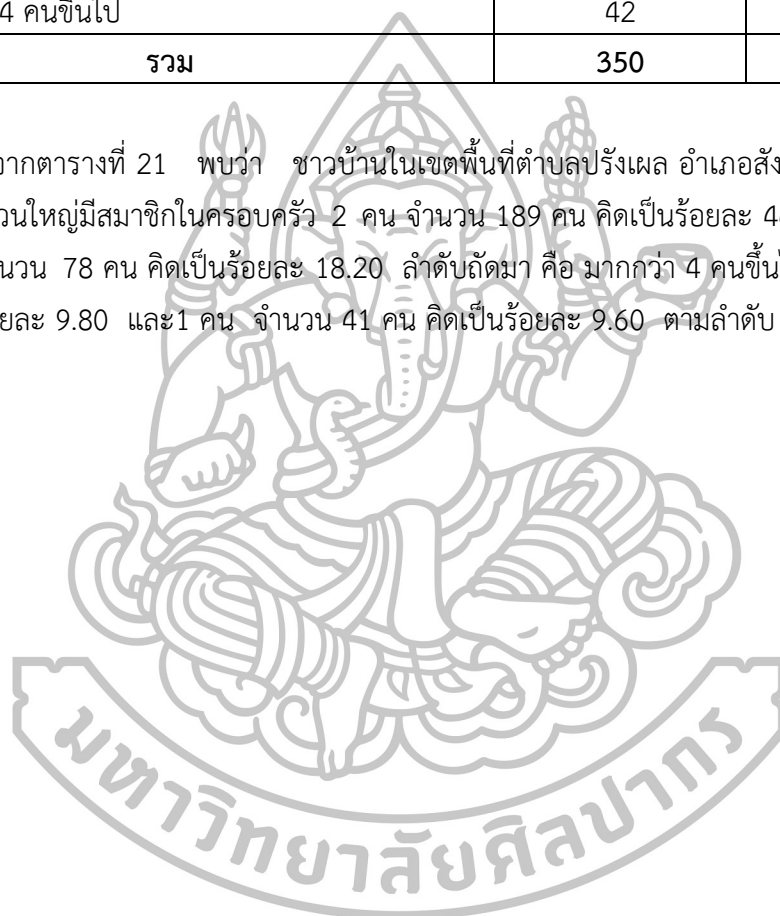 4 คนขึ้นไป 42
รวม 350
จากตารางที่ 21 พบว่า ชาวบ้านในเขตพื้นที่ตำบลปรังเผล อำเภอสัง
วนใหญ่มีสมาชิกในครอบครัว 2 คน จำนวน 189 คน คิดเป็นร้อยละ 4
นวน 78 คน คิดเป็นร้อยละ 18.20 ลำดับถัดมา คือ มากกว่า 4 คนขึ้น
ยละ 9.80 และ1 คน จำนวน 41 คน คิดเป็นร้อยละ 9.60 ตามลำดับ
มหาวิทยาลัยศิลปากร